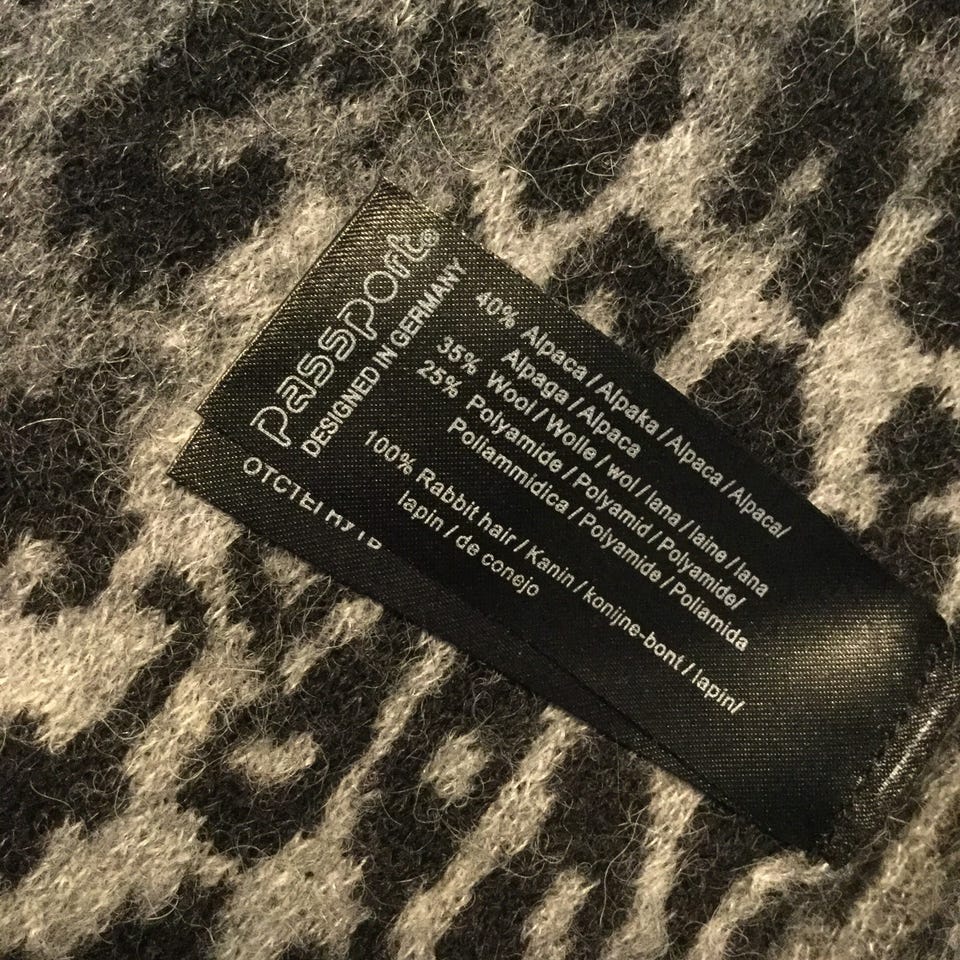 passport®
DESIGNED IN GERMANY
40% Alpaca / Alpaka / Alpaca / Alpaca/
Alpaga / Alpaca
35% Wool / Wolle / wol / lana / laine / lana
25% Polyamide / Polyamid / Polyamide/
Poliammidica / Polyamide / Poliamida
100% Rabbit hair / Kanin / konijne-bont / lapin/
lapin / de conejo